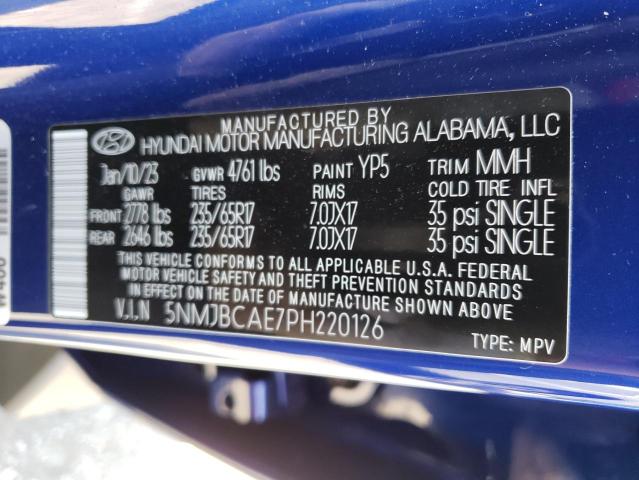 MANUFACTURED BY
HYUNDAI MOTOR MANUFACTURING ALABAMA, LLC
Jan/10/23 GVWR 4761 lbs PAINT YP5 TRIM MMH
GAWR TIRES RIMS COLD TIRE INFL
FRONT 2778 lbs 235/65R17 7.0JX17 35 psi SINGLE
REAR 2646 lbs 235/65R17 7.0JX17 35 psi SINGLE
THIS VEHICLE CONFORMS TO ALL APPLICABLE U.S.A. FEDERAL
MOTOR VEHICLE SAFETY AND THEFT PREVENTION STANDARDS
IN EFFECT ON THE DATE OF MANUFACTURE SHOWN ABOVE.
V.I.N 5NMJBCAE7PH220126
TYPE: MPV